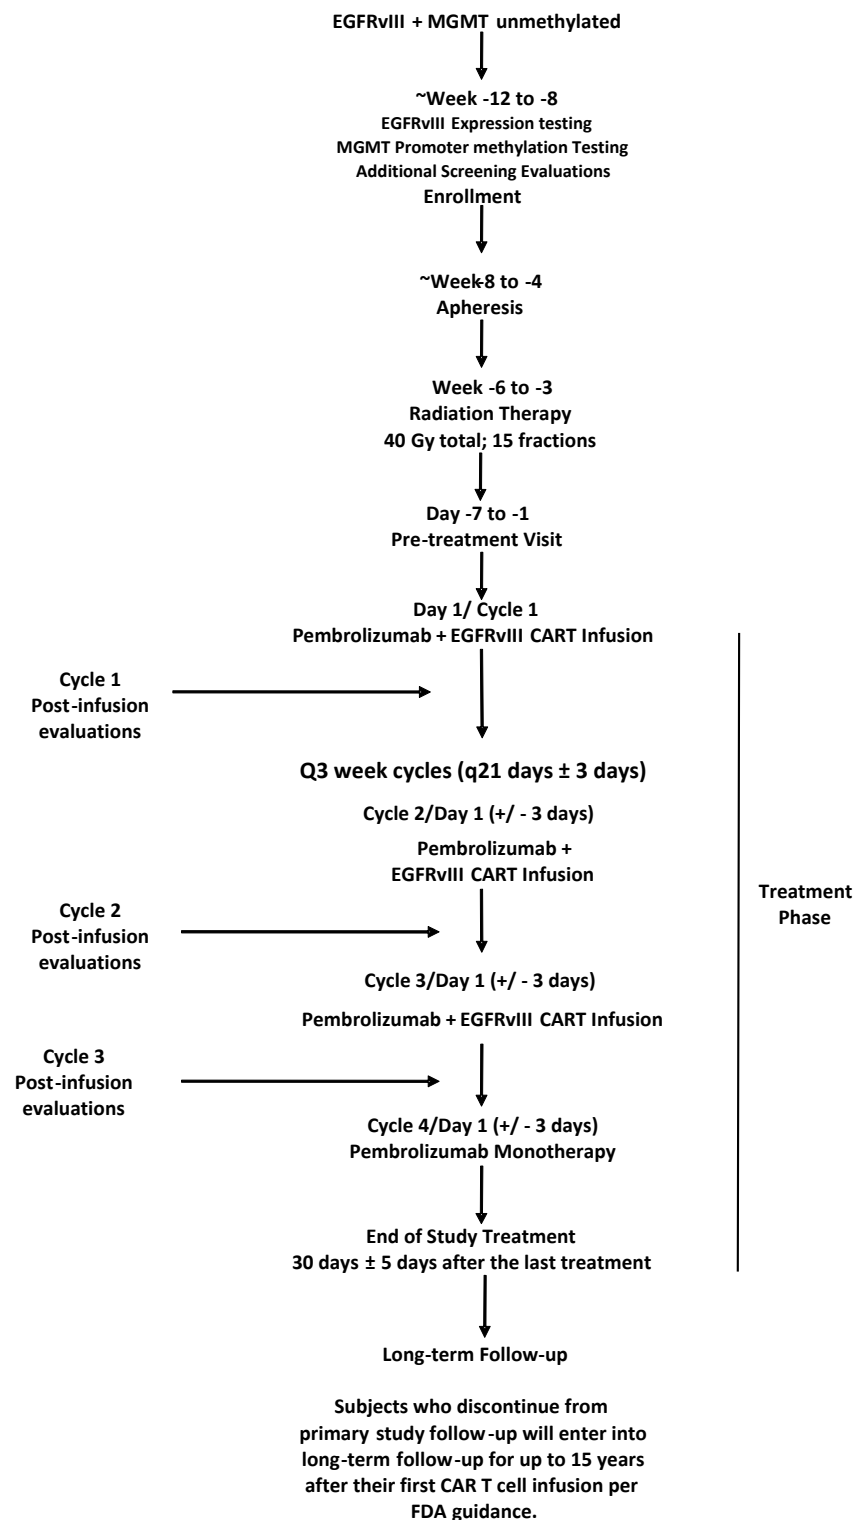 EGFRvIII + MGMT unmethylated
~Week -12 to -8
EGFRvIII Expression testing
MGMT Promoter methylation Testing
Additional Screening Evaluations
Enrollment
~Week-8 to -4
Apheresis
Week -6 to -3
Radiation Therapy
40 Gy total; 15 fractions
Day -7 to -1
Pre-treatment Visit
Day 1/ Cycle 1
Pembrolizumab + EGFRvIII CART Infusion
Cycle 1
Post-infusion
evaluations
Q3 week cycles (q21 days ± 3 days)
Cycle 2/Day 1 (+/ - 3 days)
Pembrolizumab +
EGFRvIII CART Infusion
Treatment
Phase
Cycle 2
Post-infusion
evaluations
Cycle 3/Day 1 (+/ - 3 days)
Pembrolizumab + EGFRvIII CART Infusion
Cycle 3
Post-infusion
evaluations
Cycle 4/Day 1 (+/ - 3 days)
Pembrolizumab Monotherapy
End of Study Treatment
30 days ± 5 days after the last treatment
Long-term Follow-up
Subjects who discontinue from
primary study follow-up will enter into
long-term follow-up for up to 15 years
after their first CAR T cell infusion per
FDA guidance.